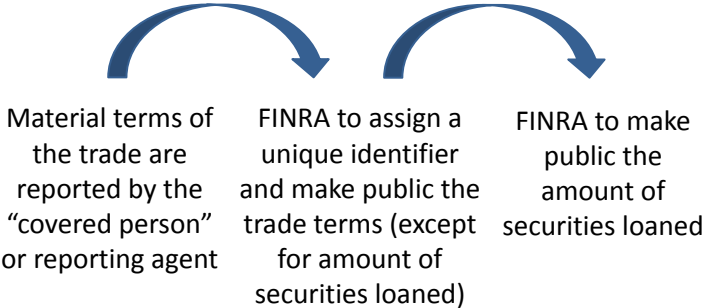 Material terms of
the trade are
reported by the
“covered person”
or reporting agent
FINRA to assign a
unique identifier
and make public the
trade terms (except
for amount of
securities loaned)
FINRA to make
public the
amount of
securities loaned